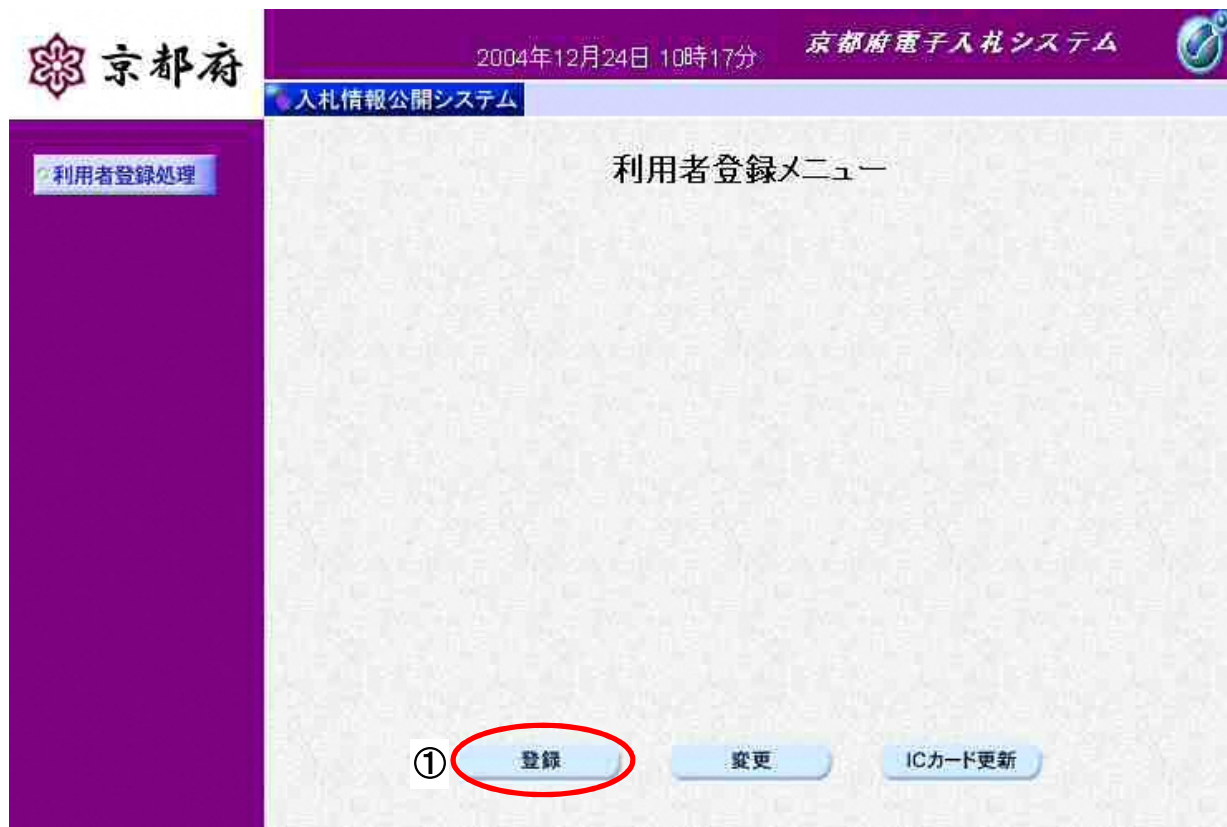 京都府
2004年12月24日 10時17分
京都府電子入札システム
入札情報公開システム
利用者登録処理
利用者登録メニュー
① 登録 変更 ICカード更新